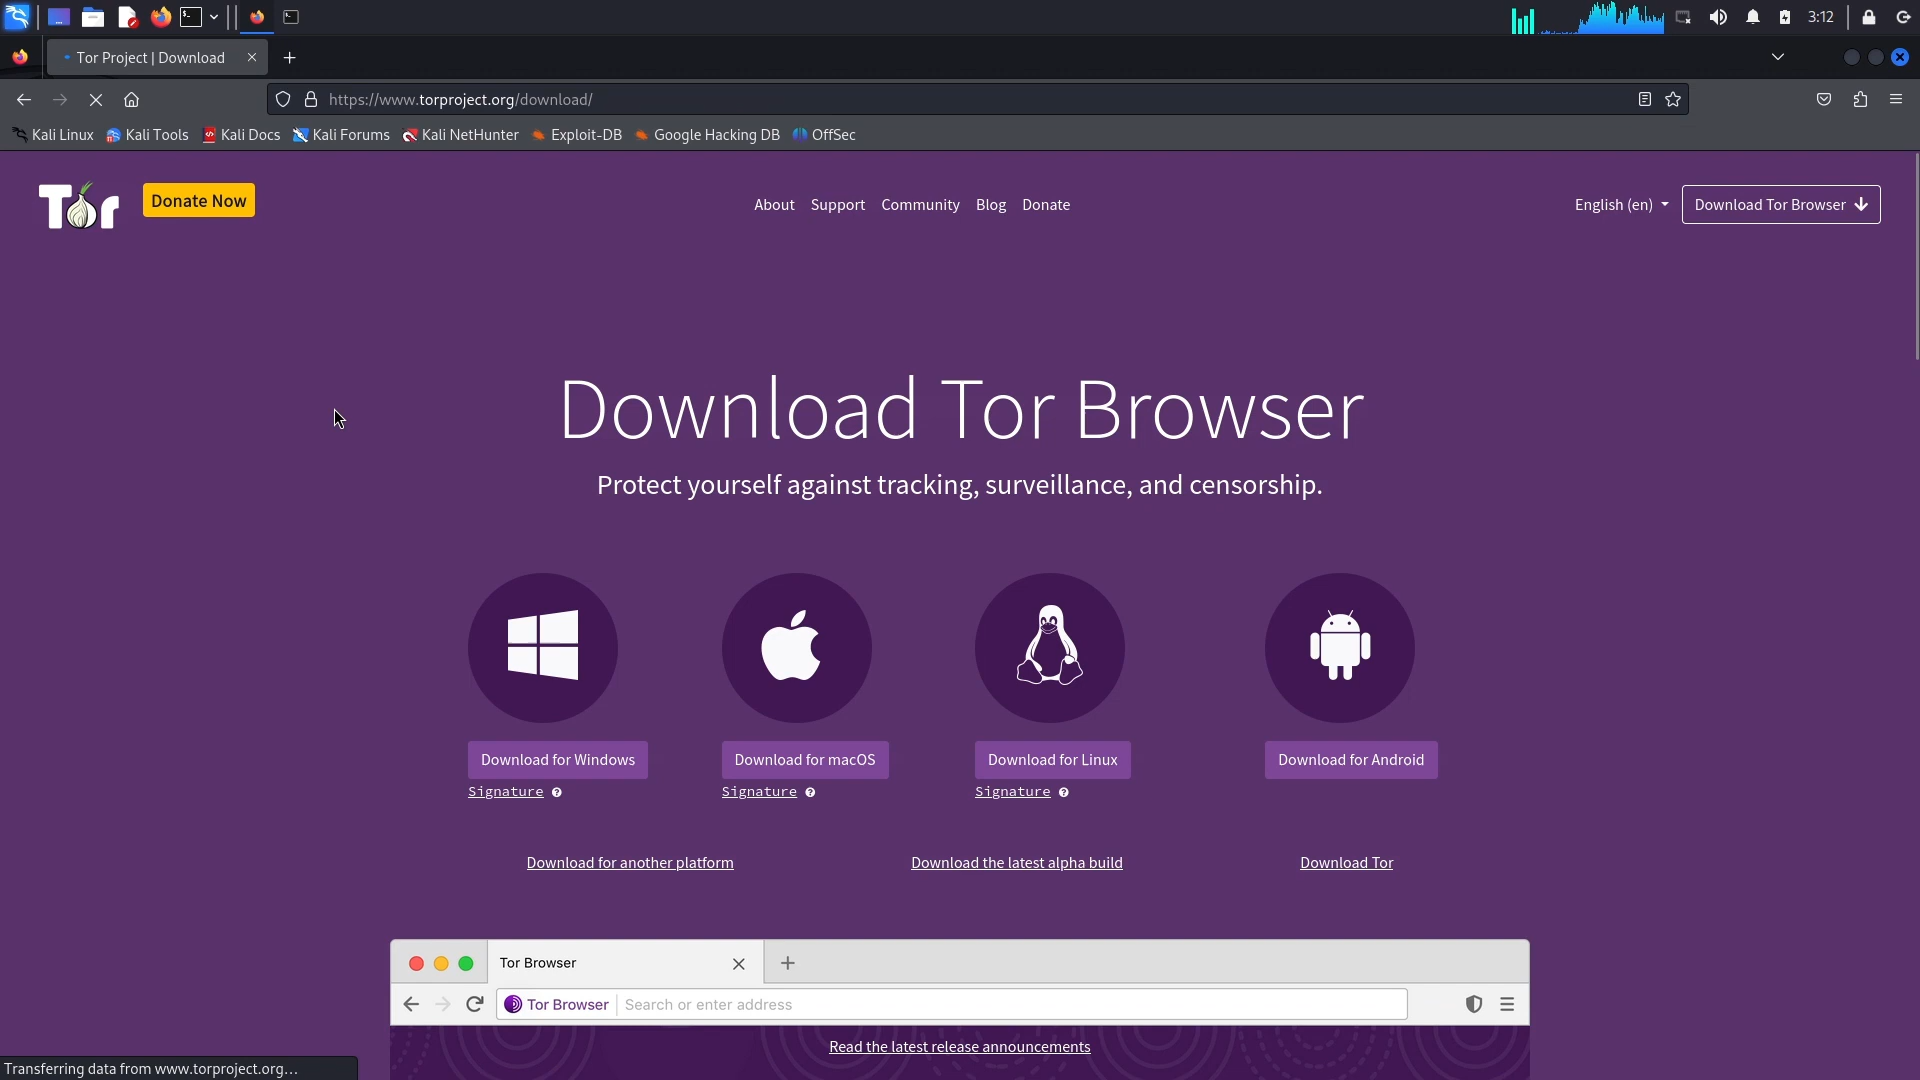 3:12
Tor Project | Download
https://www.torproject.org/download/
Kali Linux Kali Tools Kali Docs Kali Forums Kali NetHunter Exploit-DB Google Hacking DB OffSec
Tor Donate Now About Support Community Blog Donate English (en) Download Tor Browser
Download Tor Browser
Protect yourself against tracking, surveillance, and censorship.
Download for Windows Download for macOS Download for Linux Download for Android
Signature Signature Signature
Download for another platform Download the latest alpha build Download Tor
Tor Browser
Tor Browser Search or enter address
Read the latest release announcements
Transferring data from www.torproject.org…